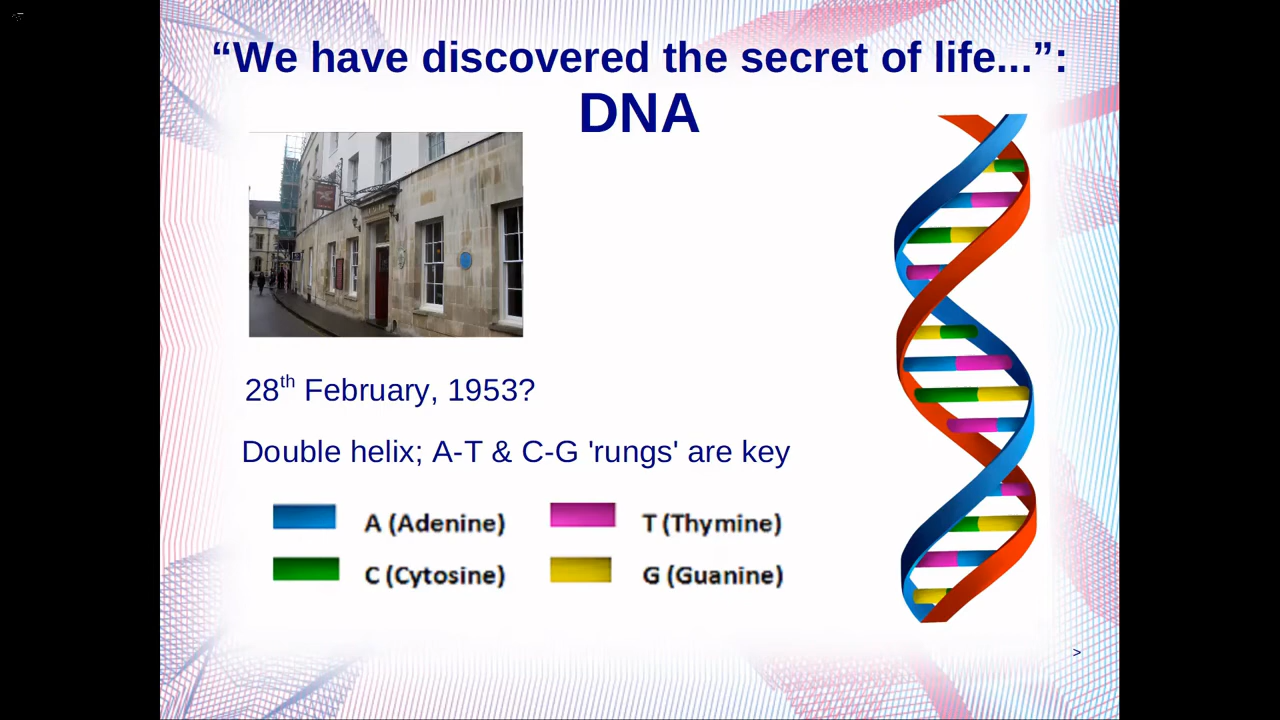 “We have discovered the secret of life...”:
DNA
28th February, 1953?
Double helix; A-T & C-G 'rungs' are key
A (Adenine)
T (Thymine)
C (Cytosine)
G (Guanine)
>